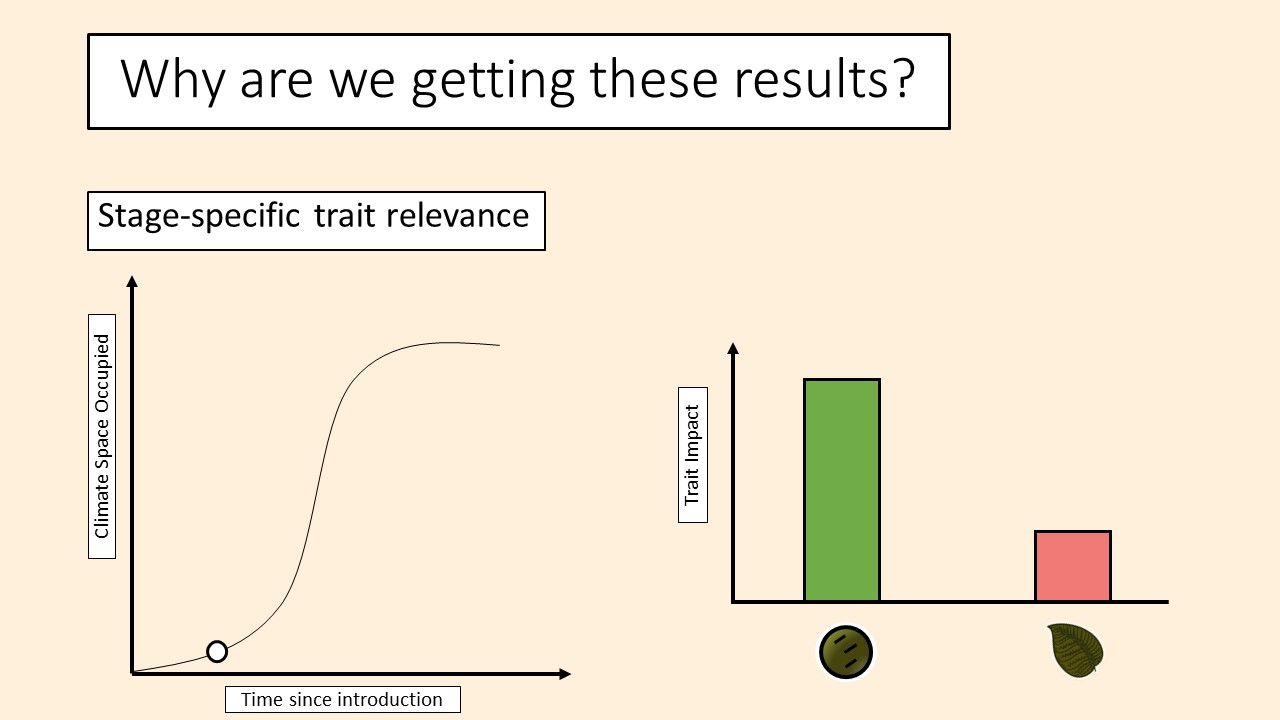 Why are we getting these results?
Stage-specific trait relevance
Climate Space Occupied
Time since introduction
Trait Impact